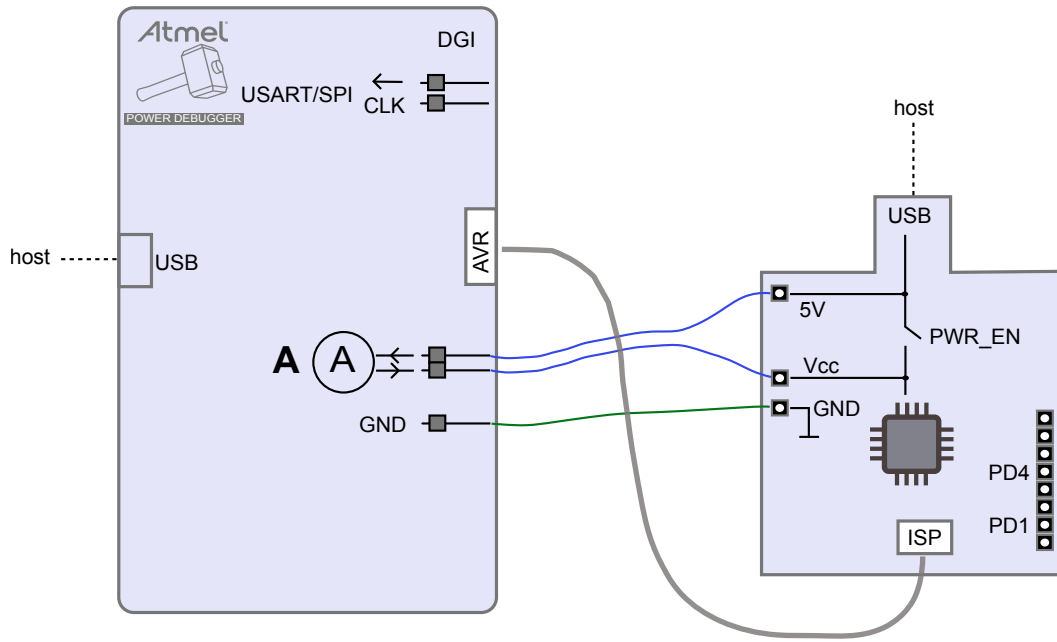 Atmel
POWER DEBUGGER
DGI
USART/SPI
CLK
host
USB
AVR
A
A
GND
host
USB
5V
PWR_EN
Vcc
GND
PD4
PD1
ISP